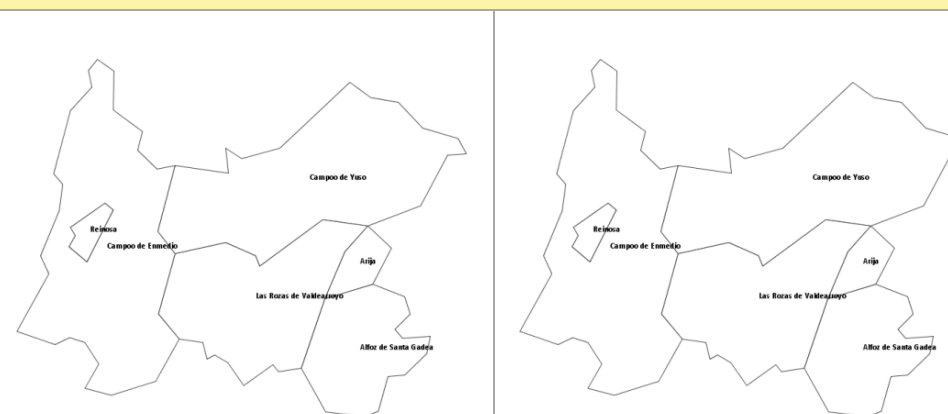 Campoo de Yuso
Reinosa
Campoo de Enmedio
Arija
Las Rozas de Valdearroyo
Alfoz de Santa Gadea
Campoo de Yuso
Reinosa
Campoo de Enmedio
Arija
Las Rozas de Valdearroyo
Alfoz de Santa Gadea